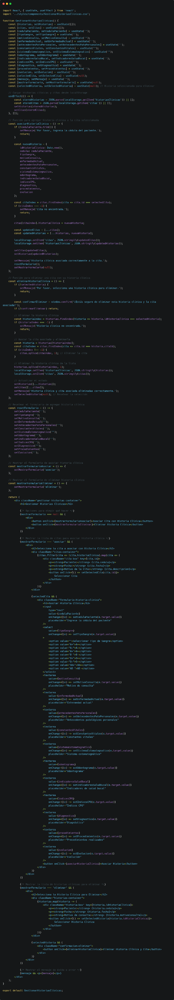 import React, { useState, useEffect } from 'react';
import '../styles/components/GestionarHistoriasClinicas.css';
function GestionarHistoriasClinicas() {
const [historias, setHistorias] = useState([]);
const [citas, setCitas] = useState([]);
const [cedulaPaciente, setCedulaPaciente] = useState('');
const [tipoSangre, setTipoSangre] = useState('');
const [motivoConsulta, setMotivoConsulta] = useState('');
const [enfermedadActual, setEnfermedadActual] = useState('');
const [antecedentesPatoPersonales, setAntecedentesPatoPersonales] = useState('');
const [constantesVitales, setConstantesVitales] = useState('');
const [sistemaEstomatognatico, setSistemaEstomatognatico] = useState('');
const [odontograma, setOdontograma] = useState('');
const [indicadoresSaludBucal, setIndicadoresSaludBucal] = useState('');
const [indicesCPO, setIndicesCPO] = useState('');
const [diagnostico, setDiagnostico] = useState('');
const [procedimientos, setProcedimientos] = useState('');
const [evolucion, setEvolucion] = useState('');
const [selectedCita, setSelectedCita] = useState(null);
const [mensaje, setMensaje] = useState('');
const [mostrarFormulario, setMostrarFormulario] = useState(null);
const [selectedHistoria, setSelectedHistoria] = useState(null); // Historia seleccionada para eliminar
// Cargar historias clínicas y citas desde localStorage
useEffect(() => {
const storedHistorias = JSON.parse(localStorage.getItem('historiasClinicas')) || [];
const storedCitas = JSON.parse(localStorage.getItem('citas')) || [];
setHistorias(storedHistorias);
setCitas(storedCitas);
}, []);
// Función para agregar historia clínica a la cita seleccionada
const asociarHistoriaClinica = () => {
if (!cedulaPaciente.trim()) {
setMensaje('Por favor, ingresa la cédula del paciente.');
return;
}
const nuevaHistoria = {
idHistoriaClinica: Date.now(),
cedula: cedulaPaciente,
tipoSangre,
motivoConsulta,
enfermedadActual,
antecedentesPatoPersonales,
constantesVitales,
sistemaEstomatognatico,
odontograma,
indicadoresSaludBucal,
indicesCPO,
diagnostico,
procedimientos,
evolucion
};
const citaIndex = citas.findIndex(cita => cita.id === selectedCita);
if (citaIndex === -1) {
setMensaje('Cita no encontrada.');
return;
}
citas[citaIndex].historiaClinica = nuevaHistoria;
const updatedCitas = [...citas];
const updatedHistorias = [...historias, nuevaHistoria];
localStorage.setItem('citas', JSON.stringify(updatedCitas));
localStorage.setItem('historiasClinicas', JSON.stringify(updatedHistorias));
setCitas(updatedCitas);
setHistorias(updatedHistorias);
setMensaje('Historia clínica asociada correctamente a la cita.');
resetFormulario();
setMostrarFormulario(null);
};
// Función para eliminar una cita con su historia clínica
const eliminarHistoriaClinica = () => {
if (!selectedHistoria) {
setMensaje('Por favor, selecciona una historia clínica para eliminar.');
return;
}
const confirmarEliminar = window.confirm('¿Estás seguro de eliminar esta historia clínica y la cita
asociada?');
if (!confirmarEliminar) return;
// Eliminar la historia clínica
const historiaIndex = historias.findIndex(historia => historia.idHistoriaClinica === selectedHistoria);
if (historiaIndex === -1) {
setMensaje('Historia clínica no encontrada.');
return;
}
// Buscar la cita asociada y eliminarla
const historia = historias[historiaIndex];
const citaIndex = citas.findIndex(cita => cita.id === historia.citaId);
if (citaIndex !== -1) {
citas.splice(citaIndex, 1); // Eliminar la cita
}
// Eliminar la historia clínica de la lista
historias.splice(historiaIndex, 1);
localStorage.setItem('historiasClinicas', JSON.stringify(historias));
localStorage.setItem('citas', JSON.stringify(citas));
// Actualizar el estado
setHistorias([...historias]);
setCitas([...citas]);
setMensaje('Historia clínica y cita asociada eliminadas correctamente.');
setSelectedHistoria(null); // Resetear la selección
};
// Resetear el formulario de agregar historia clínica
const resetFormulario = () => {
setCedulaPaciente('');
setTipoSangre('');
setMotivoConsulta('');
setEnfermedadActual('');
setAntecedentesPatoPersonales('');
setConstantesVitales('');
setSistemaEstomatognatico('');
setOdontograma('');
setIndicadoresSaludBucal('');
setIndicesCPO('');
setDiagnostico('');
setProcedimientos('');
setEvolucion('');
};
// Mostrar el formulario de asociar historia clínica
const mostrarFormularioAsociar = () => {
setMostrarFormulario('asociar');
};
// Mostrar el formulario de eliminar historia clínica
const mostrarFormularioEliminar = () => {
setMostrarFormulario('eliminar');
};
return (
<div className="gestionar-historias-container">
<h1>Gestionar Historias Clínicas</h1>
{/* Opciones para elegir qué hacer */}
{mostrarFormulario === null && (
<div>
<button onClick={mostrarFormularioAsociar}>Asociar Cita con Historia Clínica</button>
<button onClick={mostrarFormularioEliminar}>Eliminar Historia Clínica</button>
</div>
)}
{/* Mostrar la lista de citas para asociar historia clínica */}
{mostrarFormulario === 'asociar' && (
<div>
<h2>Selecciona la cita a asociar con Historia Clínica</h2>
<div className="citas-container">
{citas.filter(cita => !cita.historiaClinica).map(cita => (
<div className="cita-box" key={cita.id}>
<p><strong>Paciente:</strong> {cita.cedula}</p>
<p><strong>Fecha:</strong> {cita.fecha}</p>
<p><strong>Motivo de la Cita:</strong> {cita.descripcion}</p>
<button onClick={() => setSelectedCita(cita.id)}>
Seleccionar Cita
</button>
</div>
))}
</div>
{selectedCita && (
<div className="formulario-historia-clinica">
<h3>Asociar Historia Clínica</h3>
<input
type="text"
value={cedulaPaciente}
onChange={(e) => setCedulaPaciente(e.target.value)}
placeholder="Ingrese la cédula del paciente"
/>
<select
value={tipoSangre}
onChange={(e) => setTipoSangre(e.target.value)}
>
<option value="">Seleccionar Tipo de Sangre</option>
<option value="A+">A+</option>
<option value="A-">A-</option>
<option value="B+">B+</option>
<option value="B-">B-</option>
<option value="O+">O+</option>
<option value="O-">O-</option>
<option value="AB+">AB+</option>
<option value="AB-">AB-</option>
</select>
<textarea
value={motivoConsulta}
onChange={(e) => setMotivoConsulta(e.target.value)}
placeholder="Motivo de consulta"
/>
<textarea
value={enfermedadActual}
onChange={(e) => setEnfermedadActual(e.target.value)}
placeholder="Enfermedad actual"
/>
<textarea
value={antecedentesPatoPersonales}
onChange={(e) => setAntecedentesPatoPersonales(e.target.value)}
placeholder="Antecedentes patológicos personales"
/>
<textarea
value={constantesVitales}
onChange={(e) => setConstantesVitales(e.target.value)}
placeholder="Constantes vitales"
/>
<textarea
value={sistemaEstomatognatico}
onChange={(e) => setSistemaEstomatognatico(e.target.value)}
placeholder="Sistema estomatognático"
/>
<textarea
value={odontograma}
onChange={(e) => setOdontograma(e.target.value)}
placeholder="Odontograma"
/>
<textarea
value={indicadoresSaludBucal}
onChange={(e) => setIndicadoresSaludBucal(e.target.value)}
placeholder="Indicadores de salud bucal"
/>
<textarea
value={indicesCPO}
onChange={(e) => setIndicesCPO(e.target.value)}
placeholder="Índices CPO"
/>
<textarea
value={diagnostico}
onChange={(e) => setDiagnostico(e.target.value)}
placeholder="Diagnóstico"
/>
<textarea
value={procedimientos}
onChange={(e) => setProcedimientos(e.target.value)}
placeholder="Procedimientos realizados"
/>
<textarea
value={evolucion}
onChange={(e) => setEvolucion(e.target.value)}
placeholder="Evolución"
/>
<button onClick={asociarHistoriaClinica}>Asociar Historia</button>
</div>
)}
</div>
)}
{/* Mostrar la lista de historias clínicas para eliminar */}
{mostrarFormulario === 'eliminar' && (
<div>
<h2>Selecciona la Historia Clínica para Eliminar</h2>
<div className="historias-container">
{historias.map(historia => (
<div className="historia-box" key={historia.idHistoriaClinica}>
<p><strong>Paciente:</strong> {historia.cedula}</p>
<p><strong>Fecha:</strong> {historia.fecha}</p>
<p><strong>Motivo de consulta:</strong> {historia.motivoConsulta}</p>
<button onClick={() => setSelectedHistoria(historia.idHistoriaClinica)}>
Seleccionar Historia Clínica
</button>
</div>
))}
</div>
{selectedHistoria && (
<div className="confirmacion-eliminar">
<button onClick={eliminarHistoriaClinica}>Eliminar Historia Clínica y Cita</button>
</div>
)}
</div>
)}
{/* Mostrar el mensaje de éxito o error */}
{mensaje && <p>{mensaje}</p>}
</div>
);
}
export default GestionarHistoriasClinicas;